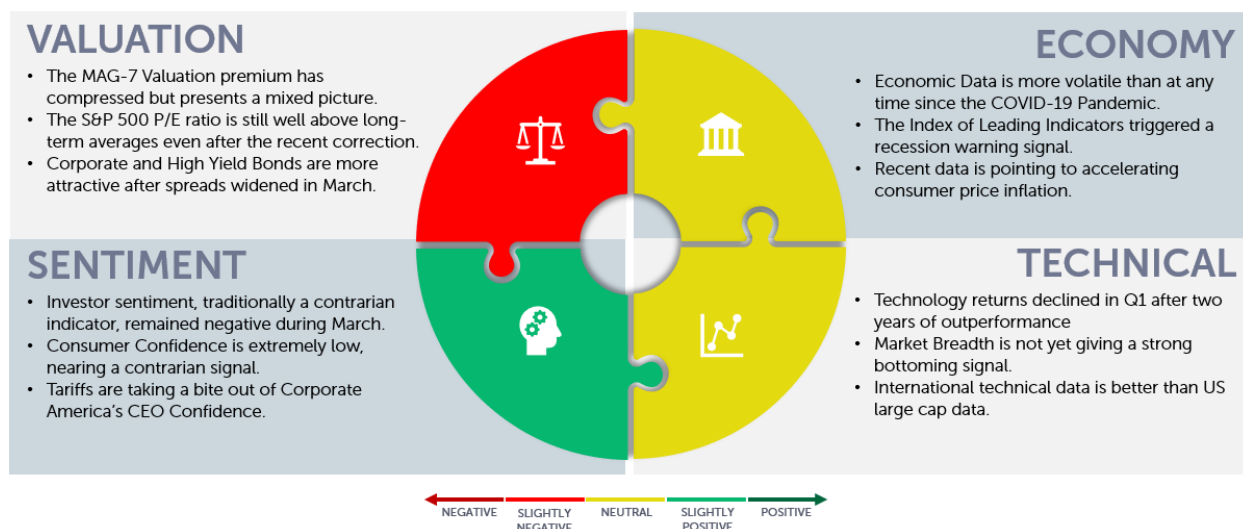 VALUATION
• The MAG-7 Valuation premium has
compressed but presents a mixed picture.
• The S&P 500 P/E ratio is still well above long-
term averages even after the recent correction.
• Corporate and High Yield Bonds are more
attractive after spreads widened in March.
ECONOMY
• Economic Data is more volatile than at any
time since the COVID-19 Pandemic.
• The Index of Leading Indicators triggered a
recession warning signal.
• Recent data is pointing to accelerating
consumer price inflation.
SENTIMENT
• Investor sentiment, traditionally a contrarian
indicator, remained negative during March.
• Consumer Confidence is extremely low,
nearing a contrarian signal.
• Tariffs are taking a bite out of Corporate
America's CEO Confidence.
TECHNICAL
• Technology returns declined in Q1 after two
years of outperformance
• Market Breadth is not yet giving a strong
bottoming signal.
• International technical data is better than US
large cap data.
NEGATIVE
SLIGHTLY
NEGATIVE
NEUTRAL
SLIGHTLY
POSITIVE
POSITIVE